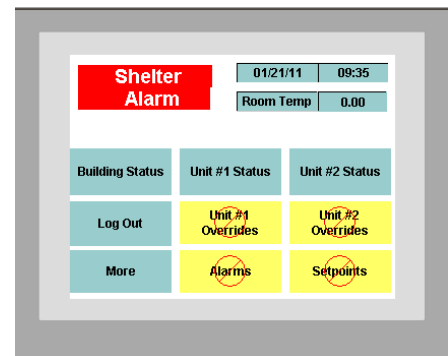 Shelter
Alarm
01/21/11 09:35
Room Temp 0.00
Building Status Unit #1 Status Unit #2 Status
Log Out Unit #1 Overrides Unit #2 Overrides
More Alarms Setpoints